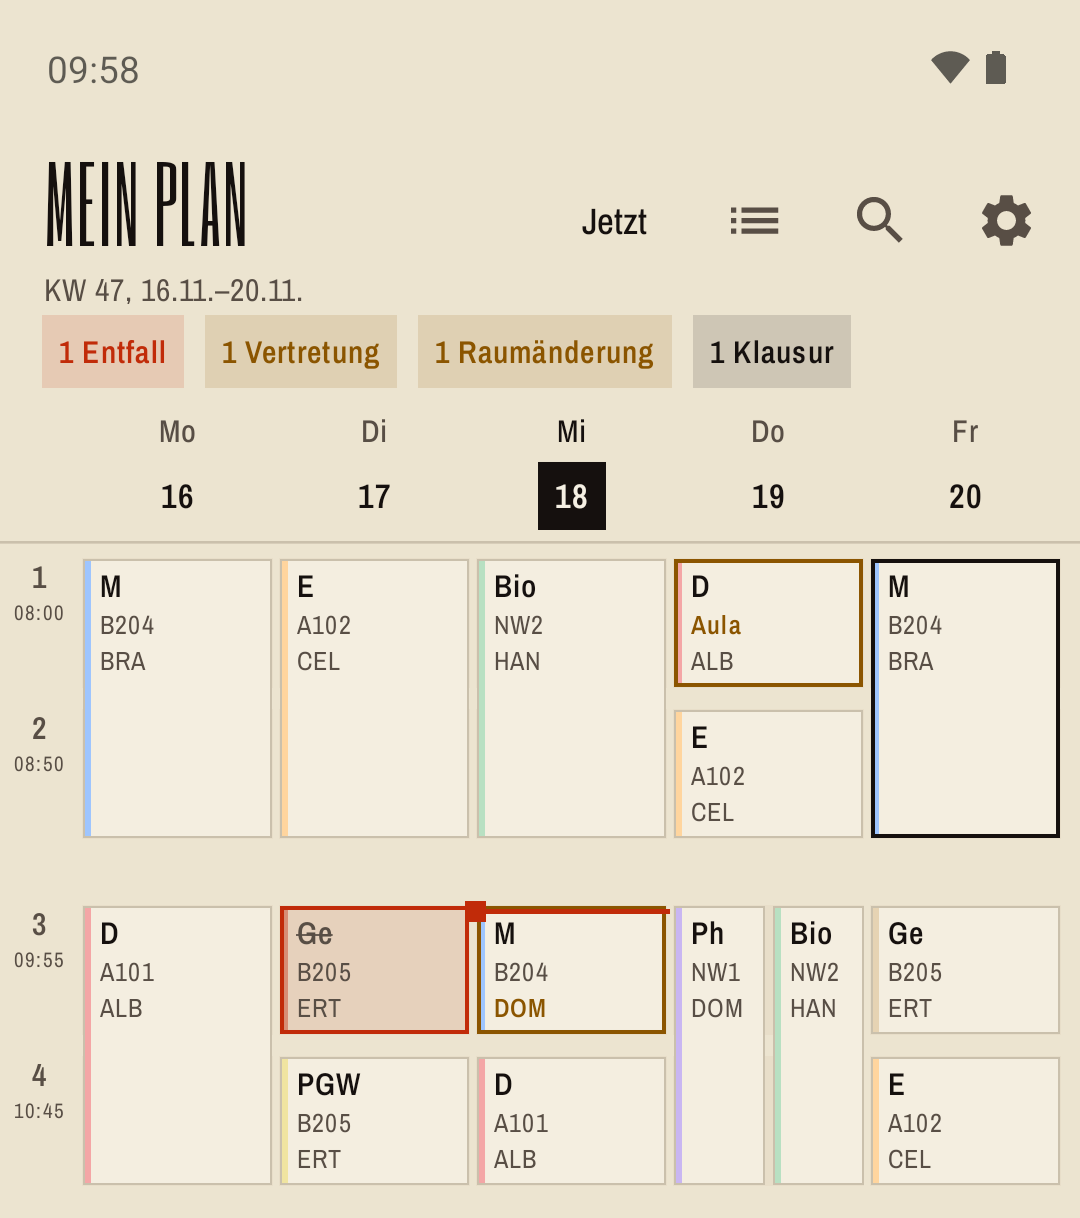 09:58
MEIN PLAN
Jetzt
KW 47, 16.11.–20.11.
1 Entfall
1 Vertretung
1 Raumänderung
1 Klausur
Mo
Di
Mi
Do
Fr
16
17
18
19
20
1
08:00
M
B204
BRA
E
A102
CEL
Bio
NW2
HAN
D
Aula
ALB
M
B204
BRA
2
08:50
E
A102
CEL
3
09:55
D
A101
ALB
Ge
B205
ERT
M
B204
DOM
Ph
NW1
DOM
Bio
NW2
HAN
Ge
B205
ERT
4
10:45
PGW
B205
ERT
D
A101
ALB
E
A102
CEL